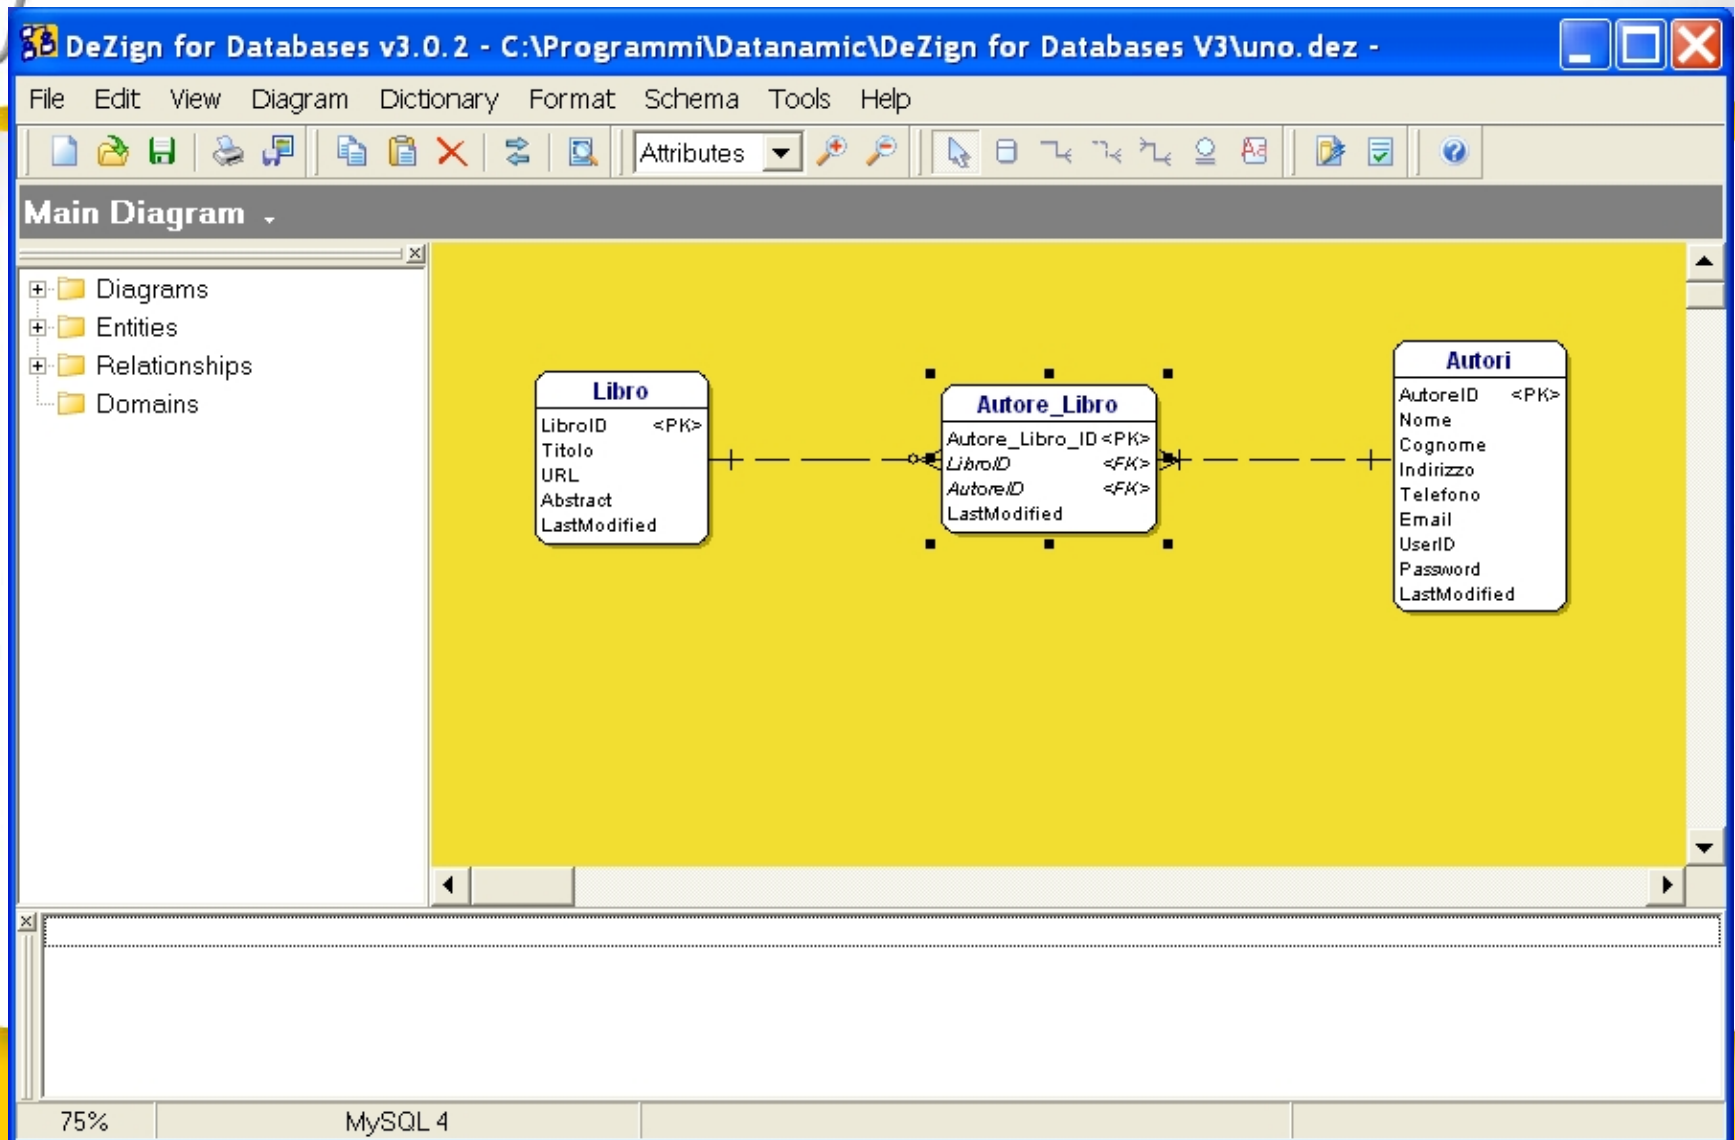 DeZign for Databases v3.0.2 - C:\Programmi\Datanamic\DeZign for Databases V3\uno.dez -
File Edit View Diagram Dictionary Format Schema Tools Help
Attributes
Main Diagram
Diagrams
Entities
Relationships
Domains
Libro
LibroID <PK>
Titolo
URL
Abstract
LastModified
Autore_Libro
Autore_Libro_ID <PK>
LibroID <FK>
AutoreID <FK>
LastModified
Autori
AutoreID <PK>
Nome
Cognome
Indirizzo
Telefono
Email
UserID
Password
LastModified
75% MySQL 4